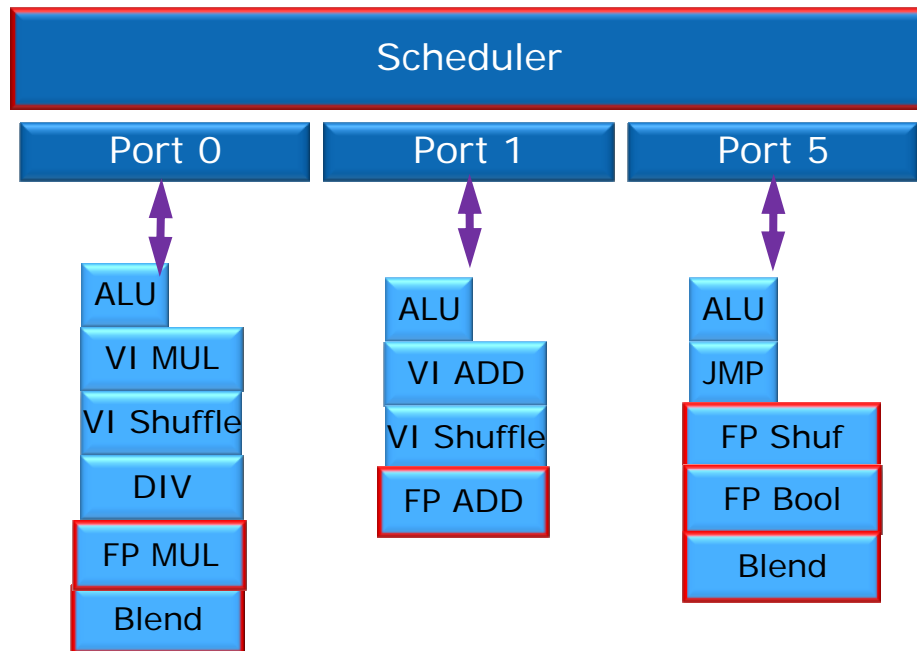 Scheduler
Port 0
Port 1
Port 5
ALU
VI MUL
VI Shuffle
DIV
FP MUL
Blend
ALU
VI ADD
VI Shuffle
FP ADD
ALU
JMP
FP Shuf
FP Bool
Blend